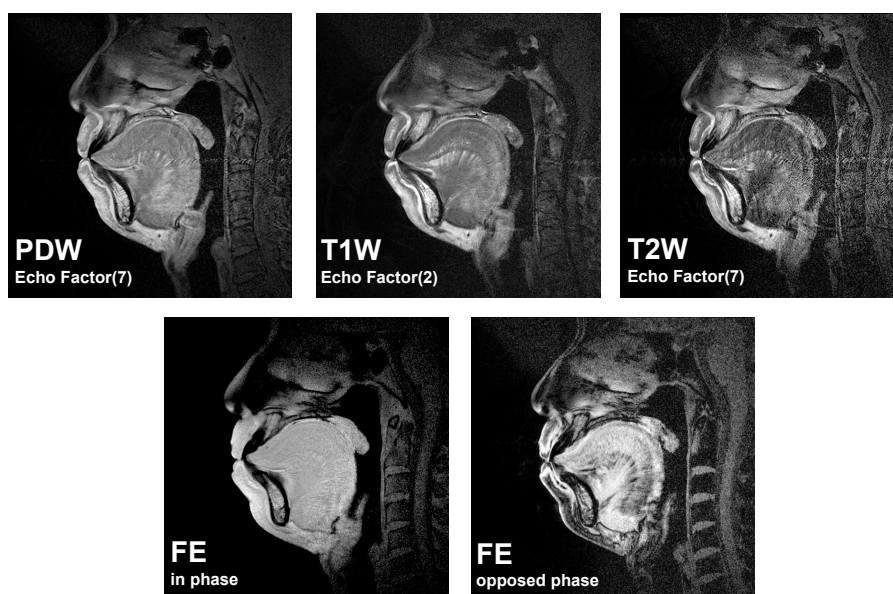 PDW
Echo Factor(7)
T1W
Echo Factor(2)
T2W
Echo Factor(7)
FE
in phase
FE
opposed phase